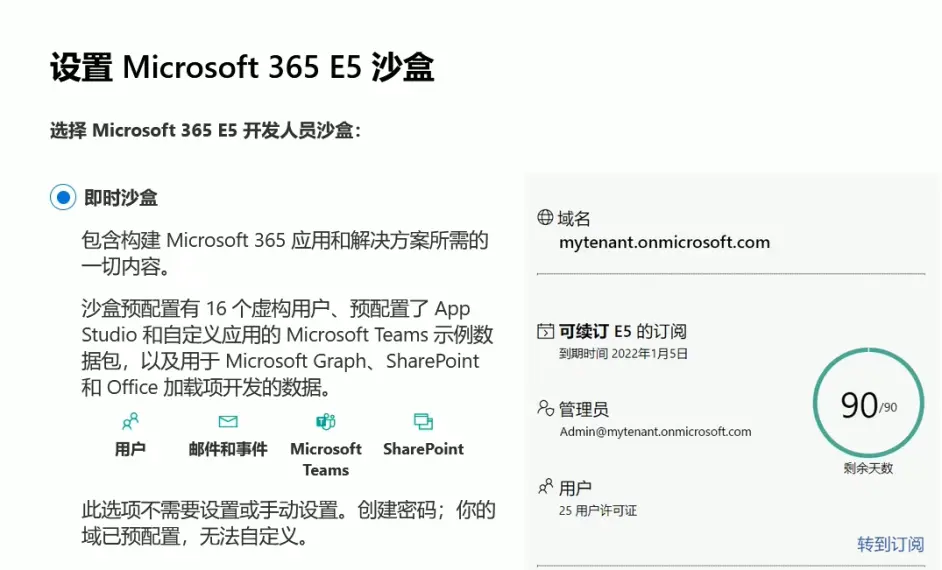 设置 Microsoft 365 E5 沙盒
选择 Microsoft 365 E5 开发人员沙盒：
即时沙盒
包含构建 Microsoft 365 应用和解决方案所需的
一切内容。
沙盒预配置有 16 个虚构用户、预配置了 App
Studio 和自定义应用的 Microsoft Teams 示例数
据包，以及用于 Microsoft Graph、SharePoint
和 Office 加载项开发的数据。
用户
邮件和事件
Microsoft
Teams
SharePoint
此选项不需要设置或手动设置。创建密码；你的
域已预配置，无法自定义。
域名
mytenant.onmicrosoft.com
可续订 E5 的订阅
到期时间 2022年1月5日
管理员
Admin@mytenant.onmicrosoft.com
90/90
剩余天数
用户
25 用户许可证
转到订阅